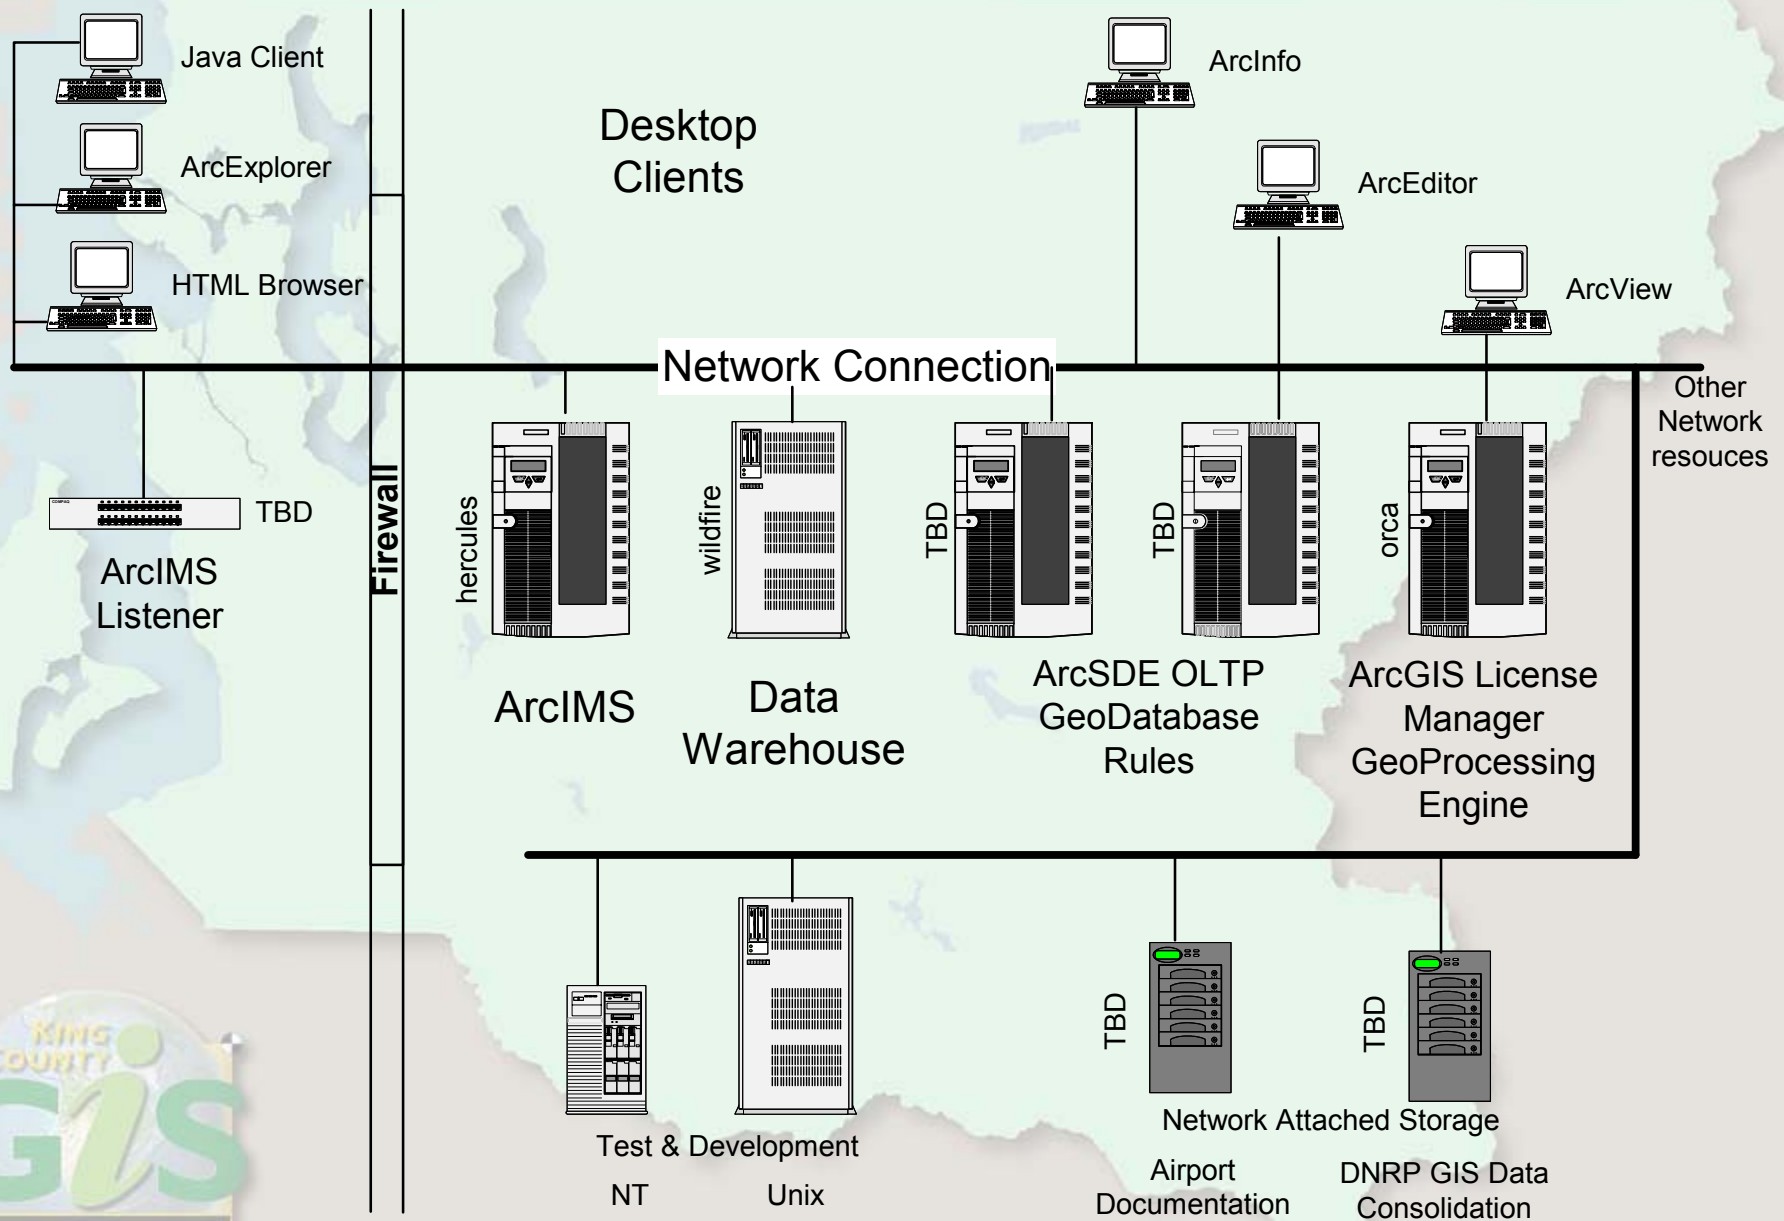 Java Client
ArcExplorer
HTML Browser
Desktop
Clients
ArcInfo
ArcEditor
ArcView
Network Connection
Other
Network
resouces
TBD
ArcIMS
Listener
Firewall
hercules
ArcIMS
wildfire
Data
Warehouse
TBD
TBD
ArcSDE OLTP
GeoDatabase
Rules
orca
ArcGIS License
Manager
GeoProcessing
Engine
Test & Development
NT
Unix
TBD
TBD
Network Attached Storage
Airport
Documentation
DNRP GIS Data
Consolidation
KING
COUNTY
GiS